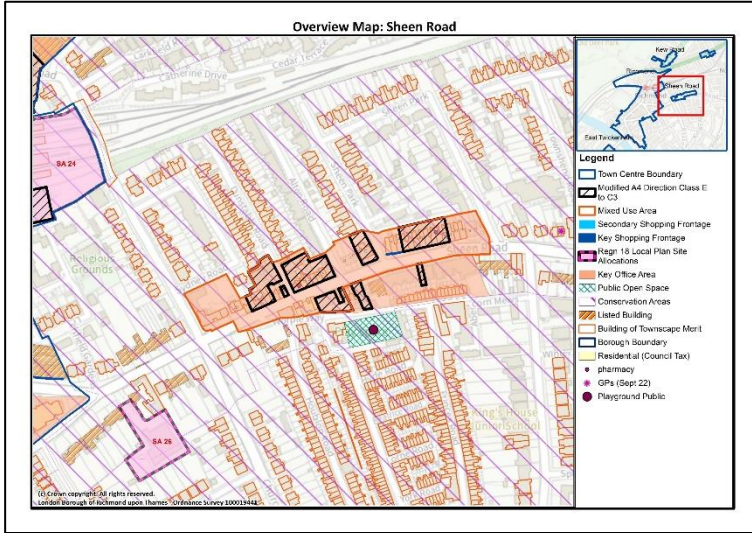 Overview Map: Sheen Road
Catherine Drive
Cedar Terrace
Sheen Park
SA 24
Religious
Grounds
Sheen Road
King's House
Junior School
SA 26
(c) Crown copyright. All rights reserved.
London Borough of Richmond upon Thames - Ordnance Survey 100019441
Kew Road
Sheen Road
East Twickenham
Legend
Town Centre Boundary
Modified A4 Direction Class E
to C3
Mixed Use Area
Secondary Shopping Frontage
Key Shopping Frontage
Regn 18 Local Plan Site
Allocations
Key Office Area
Public Open Space
Conservation Areas
Listed Building
Building of Townscape Merit
Borough Boundary
Residential (Council Tax)
pharmacy
GPs (Sept 22)
Playground Public